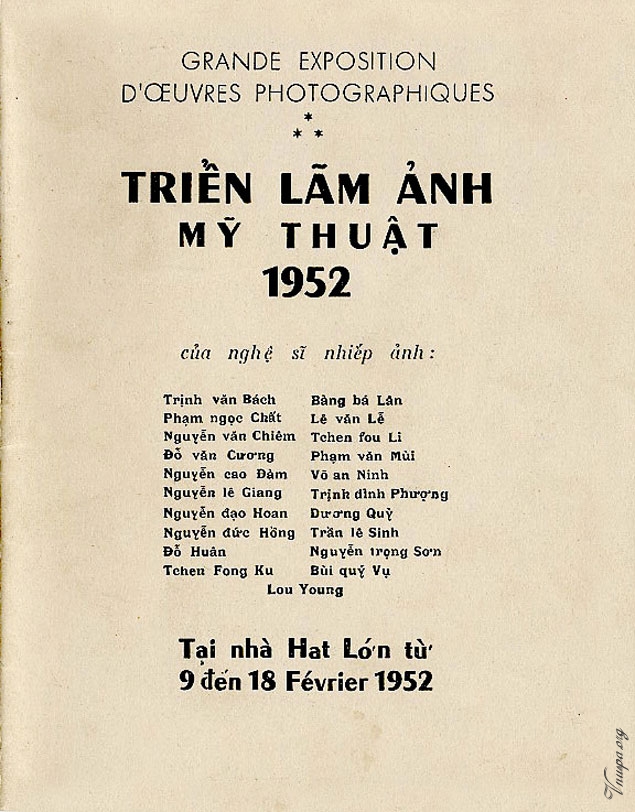 GRANDE EXPOSITION
D'ŒUVRES PHOTOGRAPHIQUES
*
* *
TRIỂN LÃM ẢNH
MỸ THUẬT
1952
của nghệ sĩ nhiếp ảnh :
Trịnh văn Bách Bàng bá Lân
Phạm ngọc Chất Lê văn Lễ
Nguyễn văn Chiêm Tchen fou Li
Đỗ văn Cương Phạm văn Mùi
Nguyễn cao Đàm Võ an Ninh
Nguyễn lê Giang Trịnh đình Phượng
Nguyễn đạo Hoan Dương Quỳ
Nguyễn đức Hồng Trần lê Sinh
Đỗ Huân Nguyễn trọng Sơn
Tchen Fong Ku Bùi quý Vụ
Lou Young
Tại nhà Hat Lớn từ
9 đến 18 Février 1952
Vnwpa.org